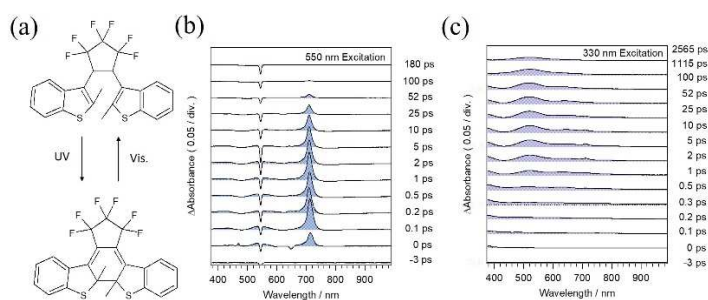 (a)
F F
F F
F F
S S
UV Vis.
F F
F F
F F
S S
(b)
550 nm Excitation
180 ps
100 ps
52 ps
25 ps
10 ps
5 ps
2 ps
1 ps
0.5 ps
0.2 ps
0.1 ps
0 ps
-3 ps
ΔAbsorbance ( 0.05 / div. )
400 500 600 700 800 900
Wavelength / nm
(c)
330 nm Excitation
2565 ps
1115 ps
100 ps
52 ps
25 ps
10 ps
5 ps
2 ps
1 ps
0.5 ps
0.3 ps
0.2 ps
0.1 ps
0 ps
-3 ps
ΔAbsorbance ( 0.05 / div. )
400 500 600 700 800 900
Wavelength / nm